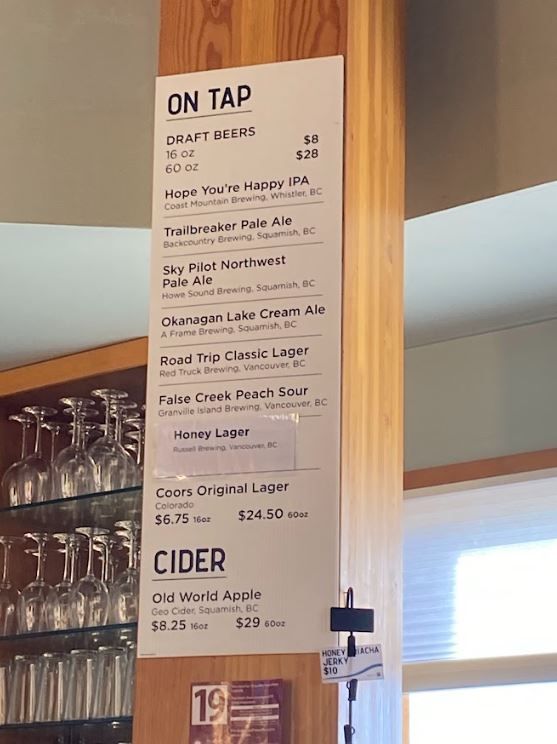 ON TAP
DRAFT BEERS
16 oz $8
60 oz $28
Hope You're Happy IPA
Coast Mountain Brewing, Whistler, BC
Trailbreaker Pale Ale
Backcountry Brewing, Squamish, BC
Sky Pilot Northwest
Pale Ale
Howe Sound Brewing, Squamish, BC
Okanagan Lake Cream Ale
A Frame Brewing, Squamish, BC
Road Trip Classic Lager
Red Truck Brewing, Vancouver, BC
False Creek Peach Sour
Granville Island Brewing, Vancouver, BC
Honey Lager
Russell Brewing, Vancouver, BC
Coors Original Lager
Colorado
$6.75 16oz $24.50 60oz
CIDER
Old World Apple
Geo Cider, Squamish, BC
$8.25 16oz $29 60oz
HONEY
JERKY
$10
19